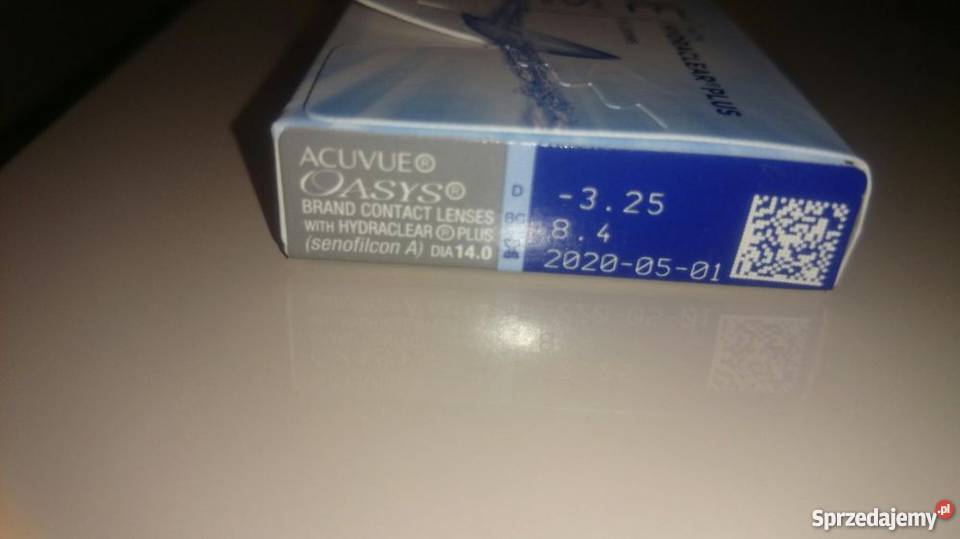 HYDRACLEAR® PLUS
ACUVUE®
OASYS®
BRAND CONTACT LENSES
WITH HYDRACLEAR ® PLUS
(senofilcon A) DIA 14.0
D -3.25
BC 8.4
2020-05-01
Sprzedajemy.pl